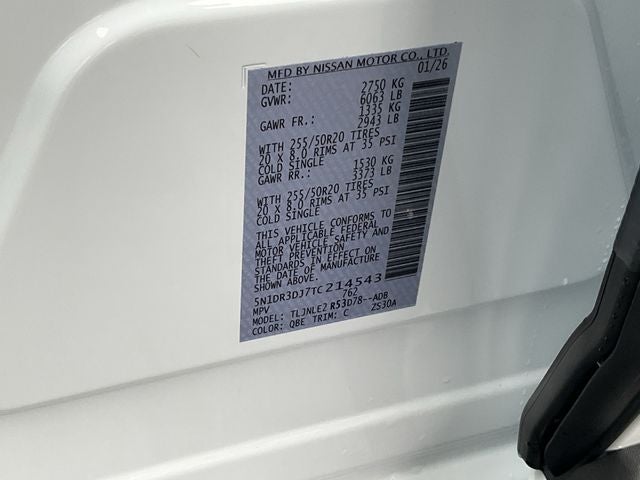 MFD BY NISSAN MOTOR CO., LTD.
DATE: 01/26
GVWR: 2750 KG
6063 LB
GAWR FR.: 1335 KG
2943 LB
WITH 255/50R20 TIRES
20 X 8.0 RIMS AT 35 PSI
COLD SINGLE
GAWR RR.: 1530 KG
3373 LB
WITH 255/50R20 TIRES
20 X 8.0 RIMS AT 35 PSI
COLD SINGLE
THIS VEHICLE CONFORMS TO
ALL APPLICABLE FEDERAL
MOTOR VEHICLE SAFETY AND
THEFT PREVENTION
STANDARDS IN EFFECT ON
THE DATE OF MANUFACTURE
SHOWN ABOVE.
5N1DR3DJ7TC214543
MPV 762
MODEL: TLJNLE2 R53D78--ADB
COLOR: QBE TRIM: C ZS30A